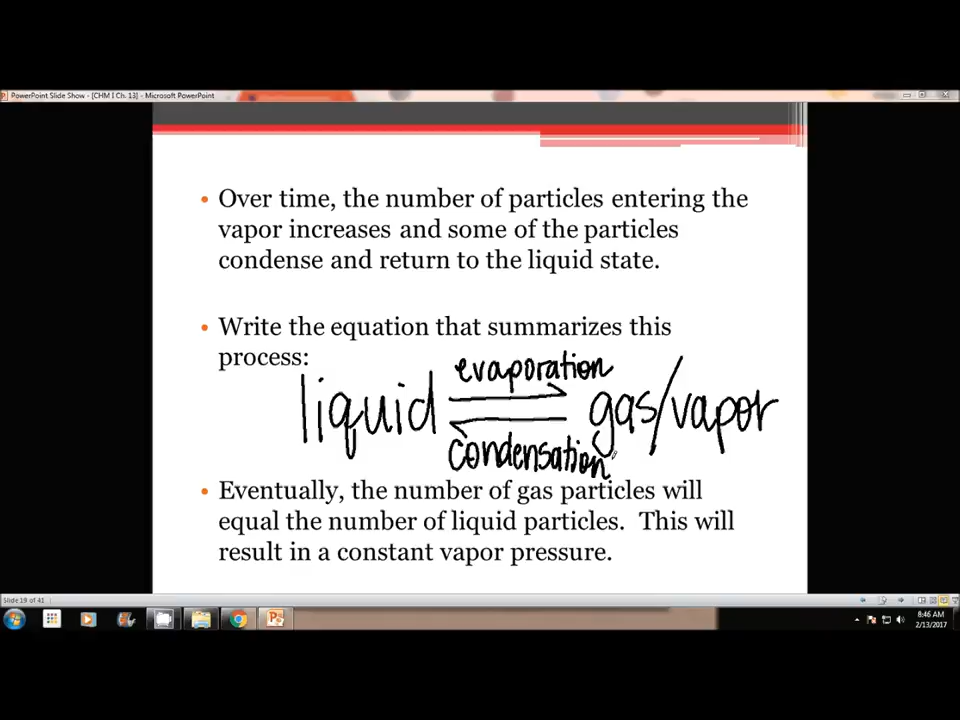 PowerPoint Slide Show - [CHM I Ch. 13] - Microsoft PowerPoint
• Over time, the number of particles entering the
vapor increases and some of the particles
condense and return to the liquid state.
• Write the equation that summarizes this
process:
evaporation
liquid ⇌ gas/vapor
condensation
• Eventually, the number of gas particles will
equal the number of liquid particles. This will
result in a constant vapor pressure.
Slide 19 of 41
8:46 AM
2/13/2017